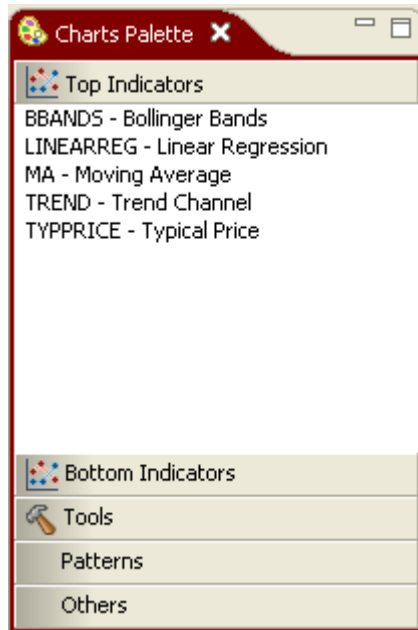 Charts Palette
Top Indicators
BBANDS - Bollinger Bands
LINEARREG - Linear Regression
MA - Moving Average
TREND - Trend Channel
TYPPRICE - Typical Price
Bottom Indicators
Tools
Patterns
Others